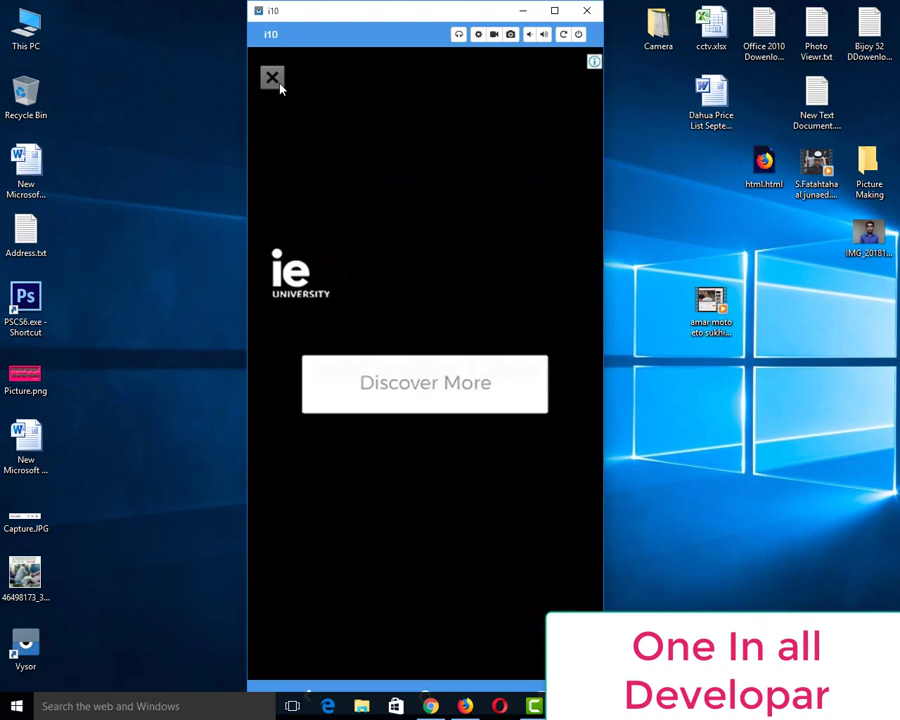 i10
i10
This PC
Recycle Bin
New
Microsof...
Address.txt
PSCS6.exe -
Shortcut
Picture.png
New
Microsoft ...
Capture.JPG
46498173_3...
Vysor
ie
UNIVERSITY
Discover More
Camera
cctv.xlsx
Office 2010
Dowenlo...
Photo
Viewr.txt
Bijoy 52
DDowenlo...
Dahua Price
List Septe...
New Text
Document....
html.html
S.Fatahtaha
al junaed....
Picture
Making
IMG_20181...
amar moto
eto sukhi...
One In all
Developar
Search the web and Windows